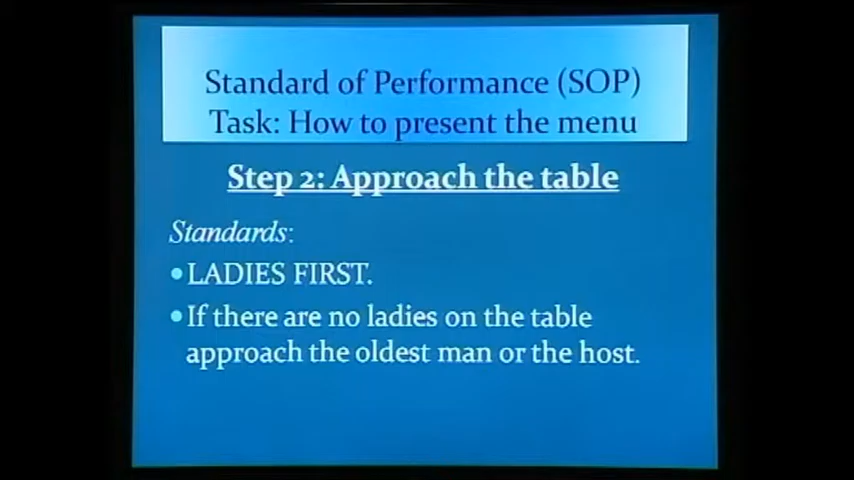 Standard of Performance (SOP)
Task: How to present the menu
Step 2: Approach the table
Standards:
•LADIES FIRST.
•If there are no ladies on the table
approach the oldest man or the host.